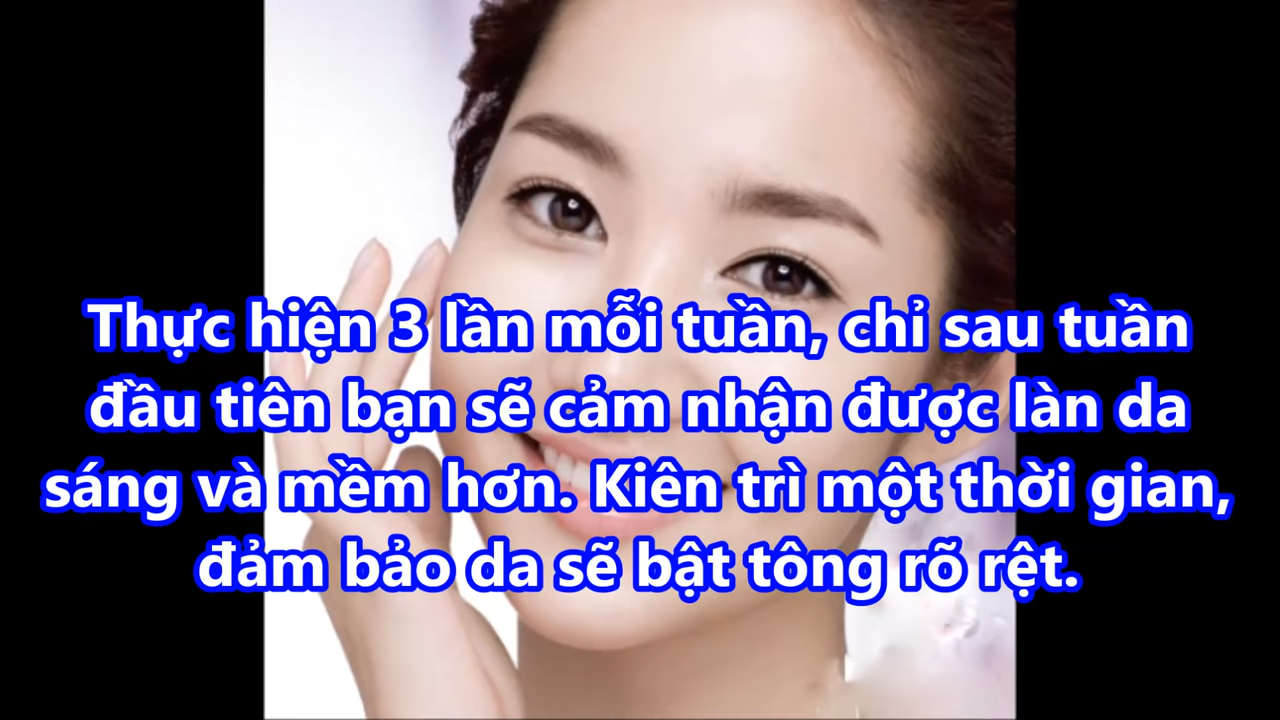 Thực hiện 3 lần mỗi tuần, chỉ sau tuần
đầu tiên bạn sẽ cảm nhận được làn da
sáng và mềm hơn. Kiên trì một thời gian,
đảm bảo da sẽ bật tông rõ rệt.